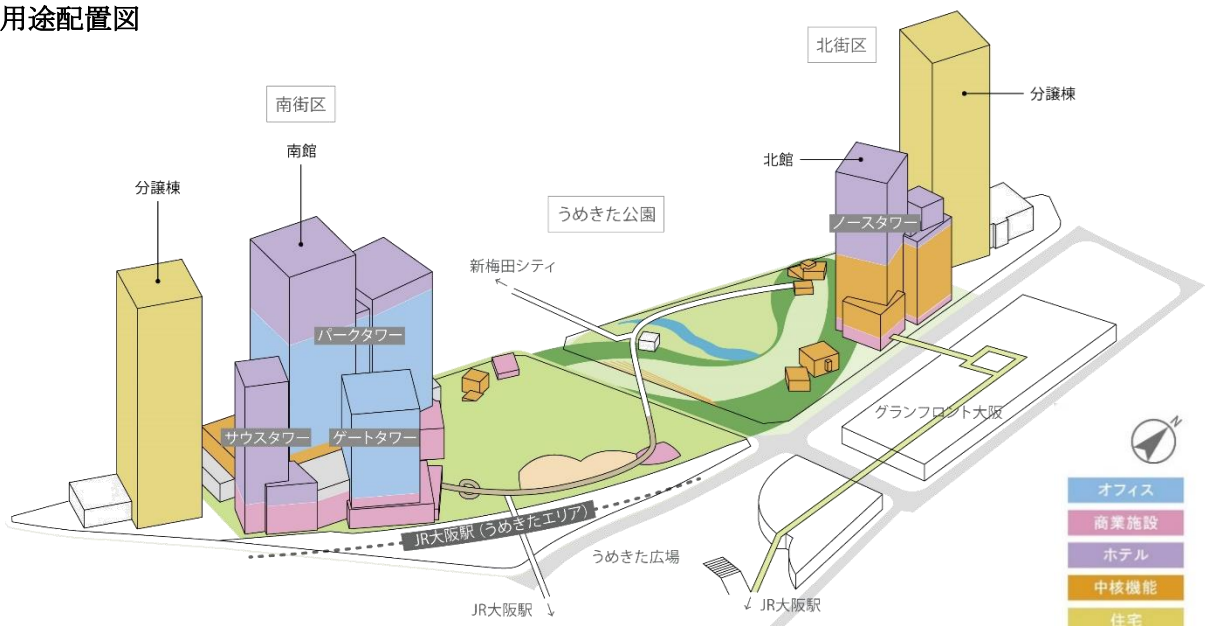 用途配置図
北街区
分譲棟
南街区
南館
北館
分譲棟
うめきた公園
ノースタワー
新梅田シティ
パークタワー
グランフロント大阪
サウスタワー
ゲートタワー
N
オフィス
JR大阪駅（うめきたエリア）
商業施設
うめきた広場
ホテル
中核機能
JR大阪駅
JR大阪駅
住宅